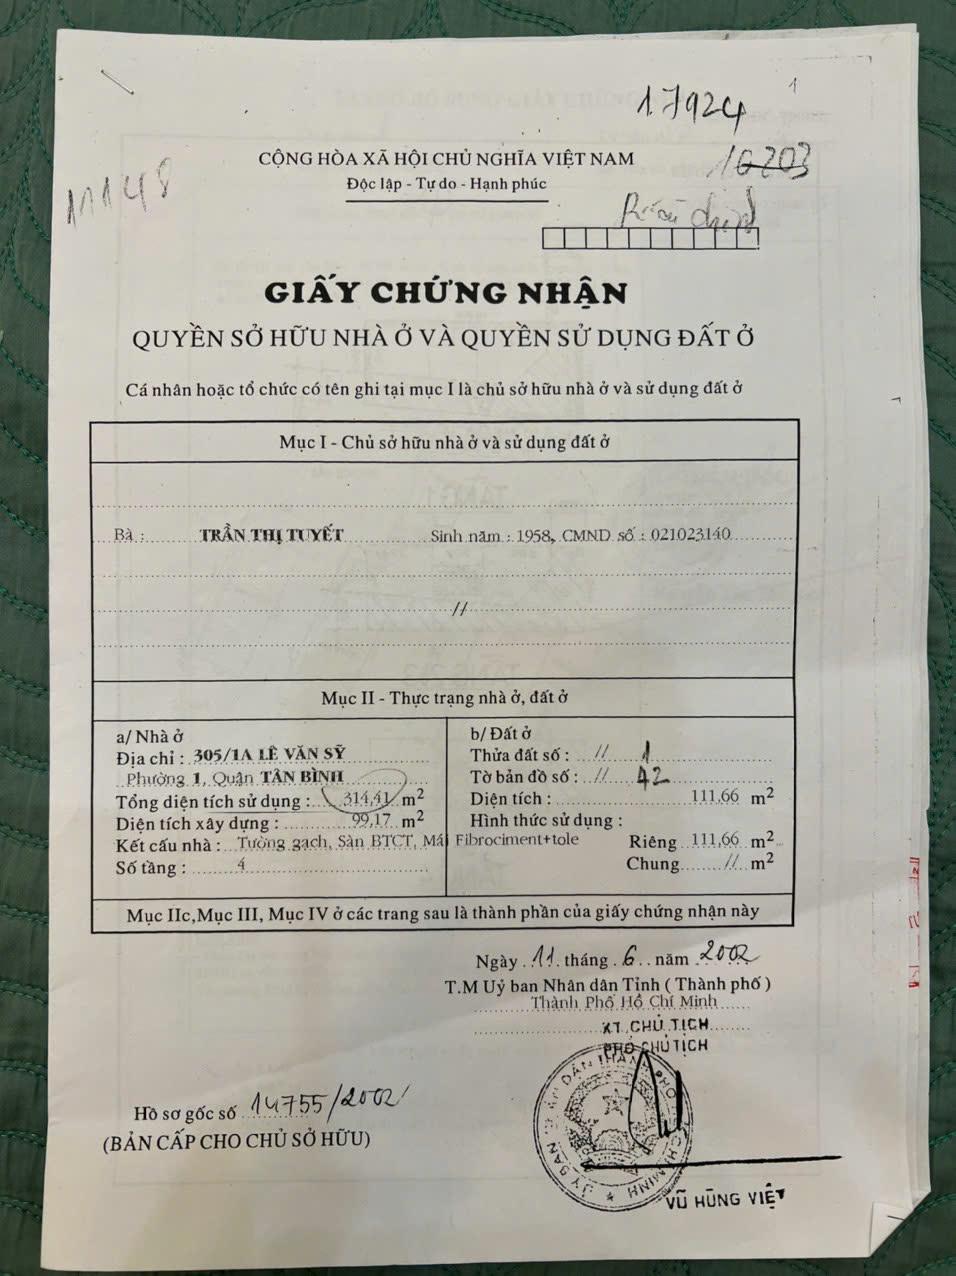 1
17924
CỘNG HÒA XÃ HỘI CHỦ NGHĨA VIỆT NAM
16203
Độc lập - Tự do - Hạnh phúc
11148
GIẤY CHỨNG NHẬN
QUYỀN SỞ HỮU NHÀ Ở VÀ QUYỀN SỬ DỤNG ĐẤT Ở
Cá nhân hoặc tổ chức có tên ghi tại mục I là chủ sở hữu nhà ở và sử dụng đất ở
Mục I - Chủ sở hữu nhà ở và sử dụng đất ở
Bà : TRẦN THỊ TUYẾT Sinh năm : 1958, CMND số : 021023140
//
Mục II - Thực trạng nhà ở, đất ở
a/ Nhà ở
Địa chỉ : 305/1A LÊ VĂN SỸ
Phường 1, Quận TÂN BÌNH
Tổng diện tích sử dụng : 314,41 m²
Diện tích xây dựng : 99,17 m²
Kết cấu nhà : Tường gạch, Sàn BTCT, Mái Fibrociment+tole
Số tầng : 4
b/ Đất ở
Thửa đất số : // 1
Tờ bản đồ số : // 42
Diện tích : 111,66 m²
Hình thức sử dụng :
Riêng 111,66 m²
Chung // m²
Mục IIc,Mục III, Mục IV ở các trang sau là thành phần của giấy chứng nhận này
Ngày 11 tháng 6 năm 2002
T.M Uỷ ban Nhân dân Tỉnh ( Thành phố )
Thành Phố Hồ Chí Minh
KT. CHỦ TỊCH
PHÓ CHỦ TỊCH
Hồ sơ gốc số 14755/2002
(BẢN CẤP CHO CHỦ SỞ HỮU)
VŨ HÙNG VIỆT